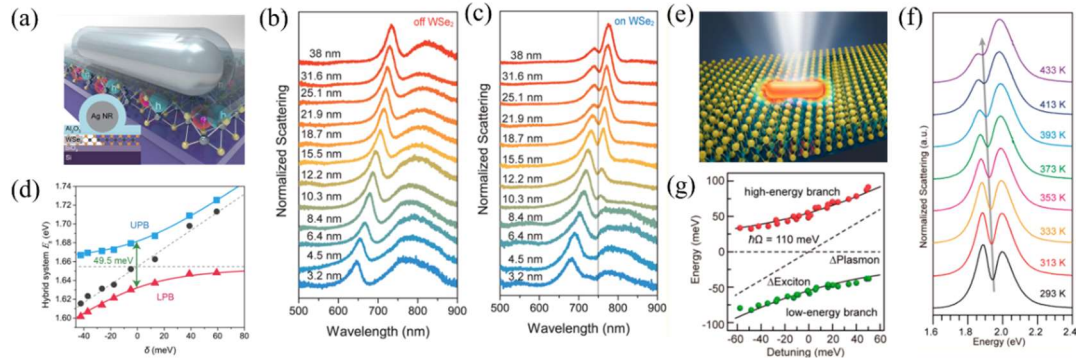 (a)
Ag NR
Al₂O₃
WSe₂
Si
(b)
off WSe₂
38 nm
31.6 nm
25.1 nm
21.9 nm
18.7 nm
15.5 nm
12.2 nm
10.3 nm
8.4 nm
6.4 nm
4.5 nm
3.2 nm
Normalized Scattering
500 600 700 800 900
Wavelength (nm)
(c)
on WSe₂
38 nm
31.6 nm
25.1 nm
21.9 nm
18.7 nm
15.5 nm
12.2 nm
10.3 nm
8.4 nm
6.4 nm
4.5 nm
3.2 nm
Normalized Scattering
500 600 700 800 900
Wavelength (nm)
(d)
1.74
1.72
1.70
1.68
1.66
1.64
1.62
1.60
UPB
49.5 meV
LPB
-40 -20 0 20 40 60 80
δ (meV)
(e)
(f)
433 K
413 K
393 K
373 K
353 K
333 K
313 K
293 K
Normalized Scattering (a.u.)
1.6 1.8 2.0 2.2 2.4
Energy (eV)
(g)
100
50
0
-50
-100
Energy (meV)
high-energy branch
ħΩ = 110 meV
ΔPlasmon
ΔExciton
low-energy branch
-60 -40 -20 0 20 40 60
Detuning (meV)